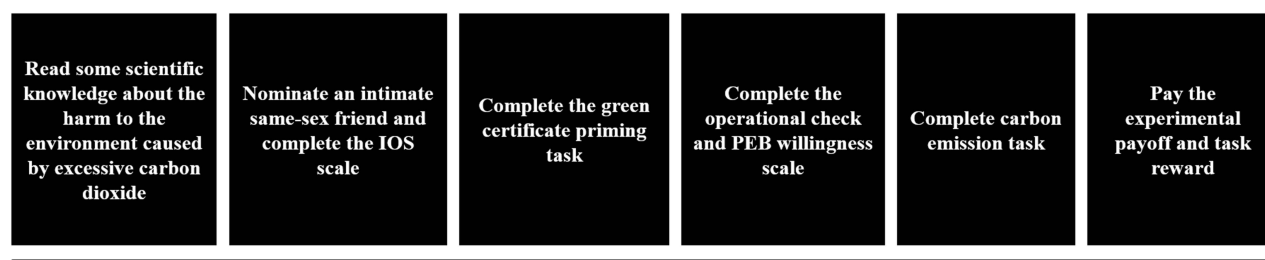 Read some scientific
knowledge about the
harm to the
environment caused
by excessive carbon
dioxide
Nominate an intimate
same-sex friend and
complete the IOS
scale
Complete the green
certificate priming
task
Complete the
operational check
and PEB willingness
scale
Complete carbon
emission task
Pay the
experimental
payoff and task
reward